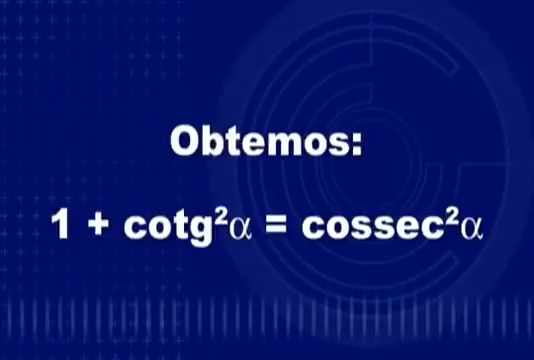 Obtemos:
1 + cotg²α = cossec²α